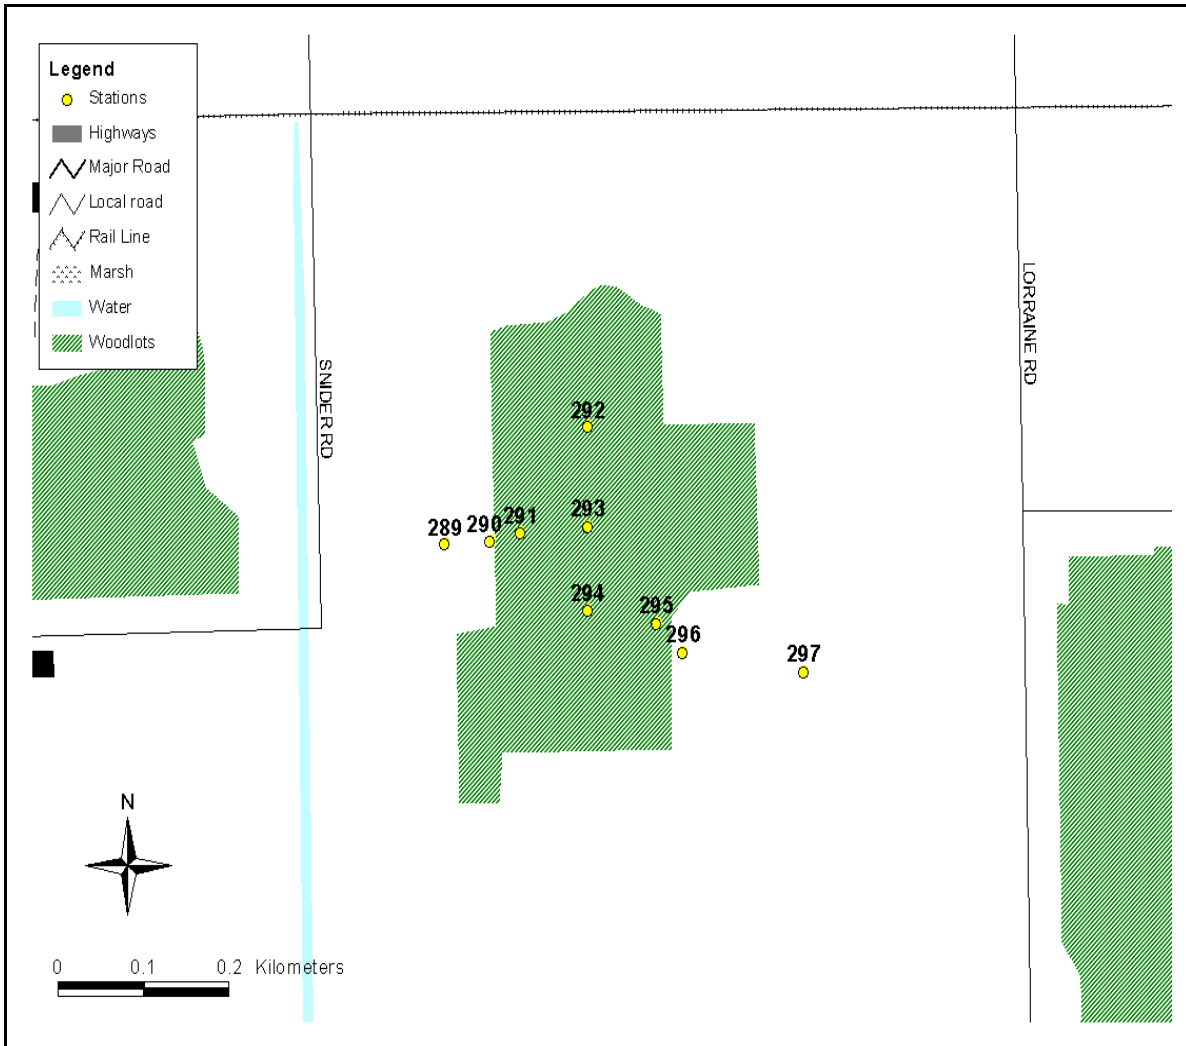 Legend
Stations
Highways
Major Road
Local road
Rail Line
Marsh
Water
Woodlots
SNIDER RD
LORRAINE RD
292
293
291
290
289
294
295
296
297
N
0 0.1 0.2 Kilometers